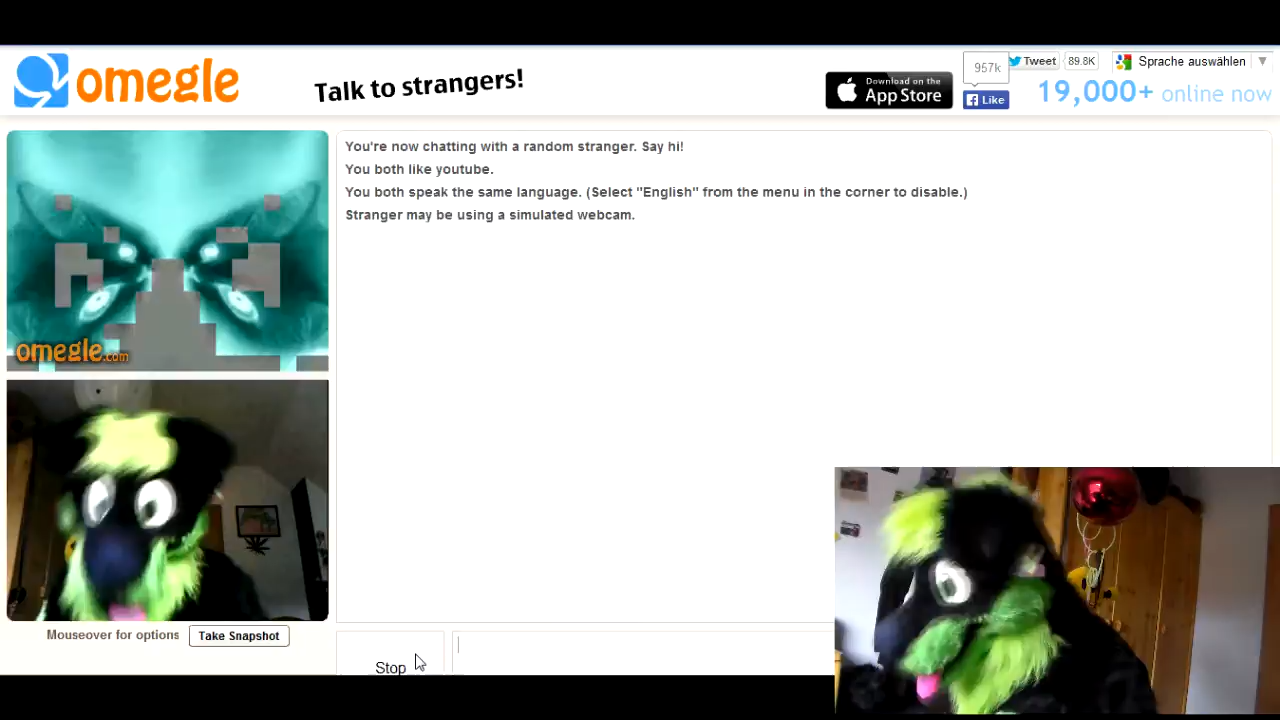 omegle
Talk to strangers!
Download on the
App Store
957k
Like
Tweet
89.8K
Sprache auswählen
19,000+ online now
You're now chatting with a random stranger. Say hi!
You both like youtube.
You both speak the same language. (Select "English" from the menu in the corner to disable.)
Stranger may be using a simulated webcam.
omegle.com
Mouseover for options
Take Snapshot
Stop